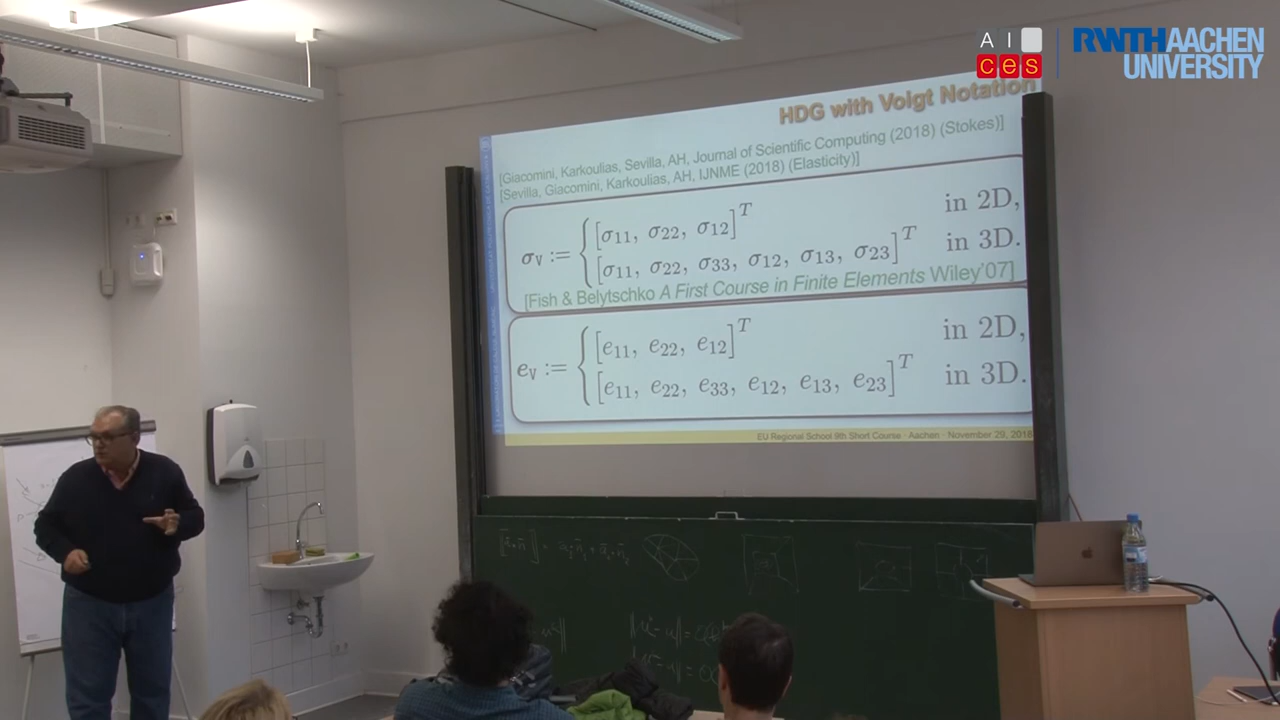 AI
ces
RWTHAACHEN
UNIVERSITY
HDG with Voigt Notation
[Giacomini, Karkoulias, Sevilla, AH, Journal of Scientific Computing (2018) (Stokes)]
[Sevilla, Giacomini, Karkoulias, AH, IJNME (2018) (Elasticity)]
σ_V := { [σ₁₁, σ₂₂, σ₁₂]ᵀ in 2D,
[σ₁₁, σ₂₂, σ₃₃, σ₁₂, σ₁₃, σ₂₃]ᵀ in 3D.
[Fish & Belytschko A First Course in Finite Elements Wiley'07]
e_V := { [e₁₁, e₂₂, e₁₂]ᵀ in 2D,
[e₁₁, e₂₂, e₃₃, e₁₂, e₁₃, e₂₃]ᵀ in 3D.
EU Regional School 9th Short Course · Aachen · November 29, 2018